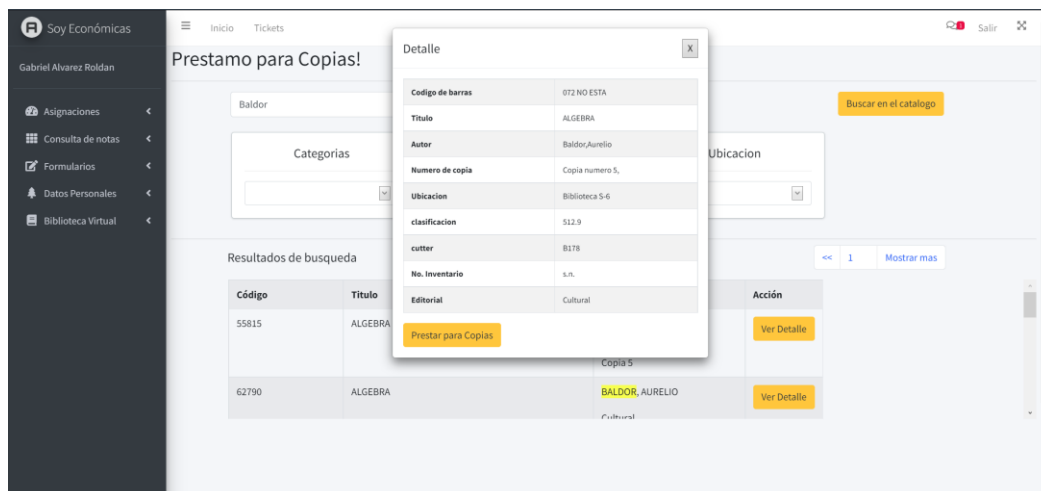 Soy Económicas
Inicio Tickets
1
Salir
Gabriel Alvarez Roldan
Asignaciones
Consulta de notas
Formularios
Datos Personales
Biblioteca Virtual
Prestamo para Copias!
Baldor
Buscar en el catalogo
Categorias
Ubicacion
Resultados de busqueda
<< 1 Mostrar mas
Código Titulo Acción
55815 ALGEBRA Ver Detalle
Copia 5
62790 ALGEBRA BALDOR, AURELIO Ver Detalle
Cultural
Detalle
X
Codigo de barras 072 NO ESTA
Titulo ALGEBRA
Autor Baldor,Aurelio
Numero de copia Copia numero 5,
Ubicacion Biblioteca S-6
clasificacion 512.9
cutter B178
No. Inventario s.n.
Editorial Cultural
Prestar para Copias